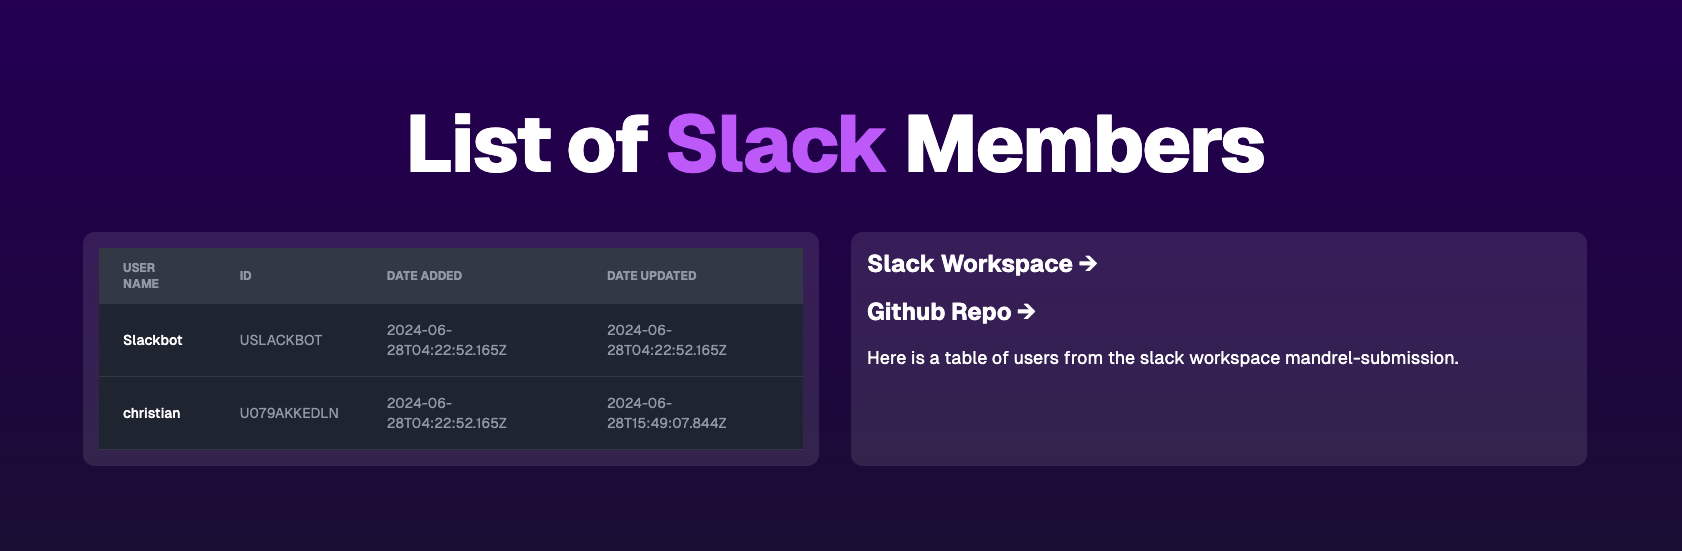 List of Slack Members
USER
NAME
ID
DATE ADDED
DATE UPDATED
Slackbot
USLACKBOT
2024-06-
28T04:22:52.165Z
2024-06-
28T04:22:52.165Z
christian
U079AKKEDLN
2024-06-
28T04:22:52.165Z
2024-06-
28T15:49:07.844Z
Slack Workspace →
Github Repo →
Here is a table of users from the slack workspace mandrel-submission.